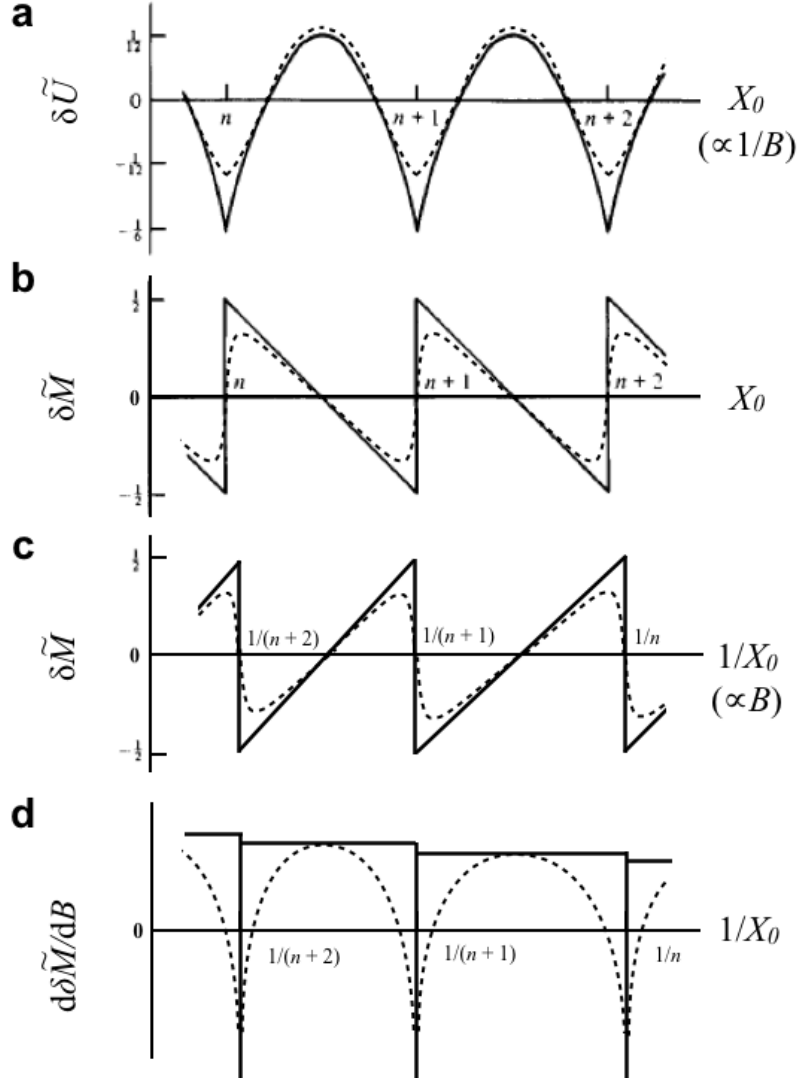 a
δŨ
1/12
0
-1/12
-1/6
n
n + 1
n + 2
X₀
(∝1/B)
b
δM̃
1/2
0
-1/2
n
n + 1
n + 2
X₀
c
δM̃
1/2
0
-1/2
1/(n + 2)
1/(n + 1)
1/n
1/X₀
(∝B)
d
dδM̃/dB
0
1/(n + 2)
1/(n + 1)
1/n
1/X₀